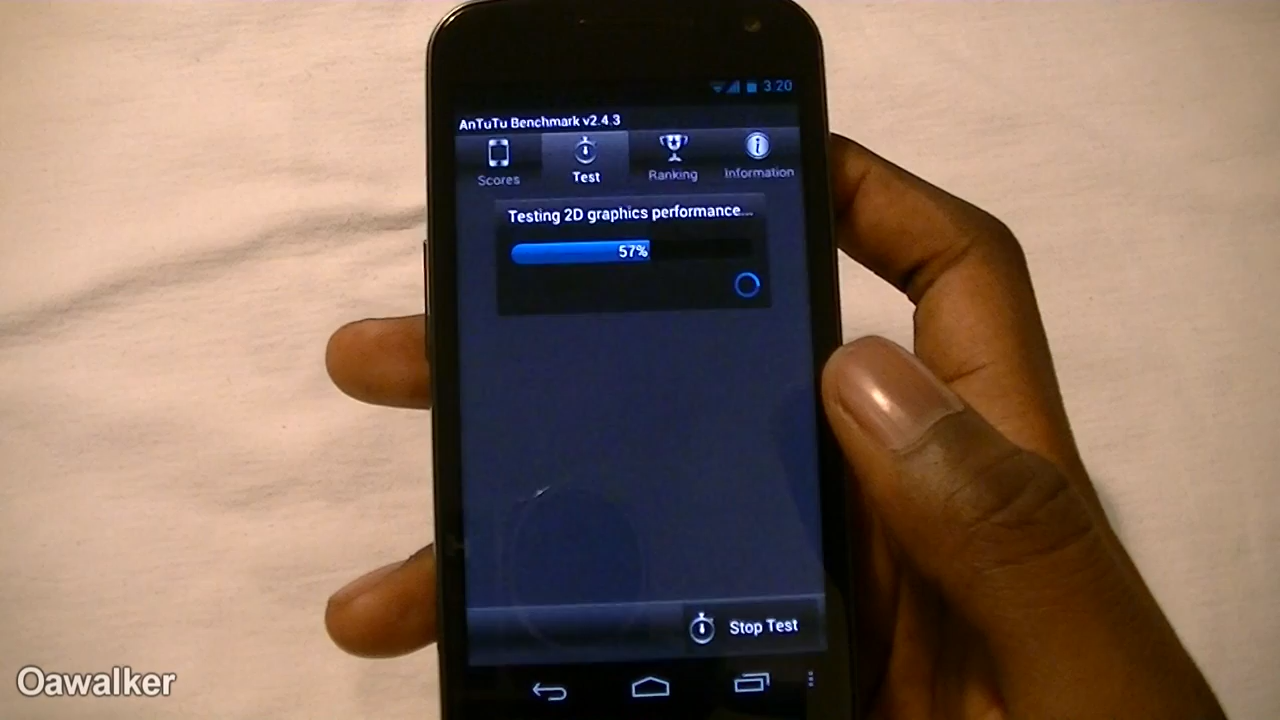 3:20
AnTuTu Benchmark v2.4.3
Scores
Test
Ranking
Information
Testing 2D graphics performance...
57%
Stop Test
Oawalker